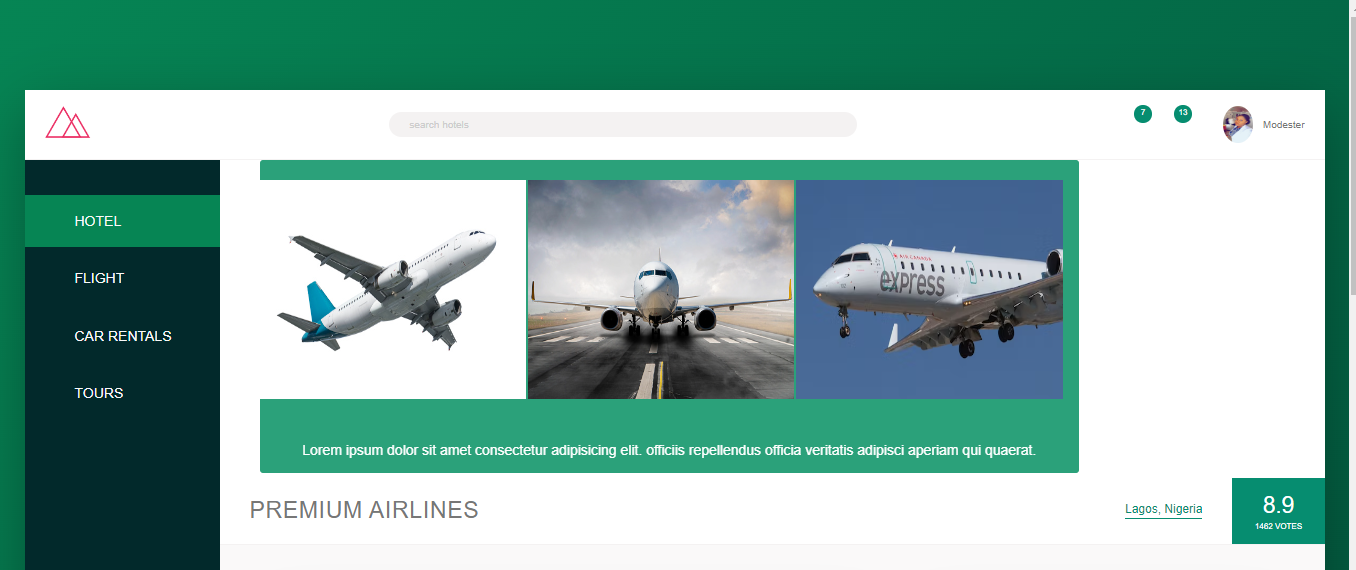 search hotels
7
13
Modester
HOTEL
FLIGHT
CAR RENTALS
TOURS
AIR CANADA
express
Lorem ipsum dolor sit amet consectetur adipisicing elit. officiis repellendus officia veritatis adipisci aperiam qui quaerat.
PREMIUM AIRLINES
Lagos, Nigeria
8.9
1462 VOTES